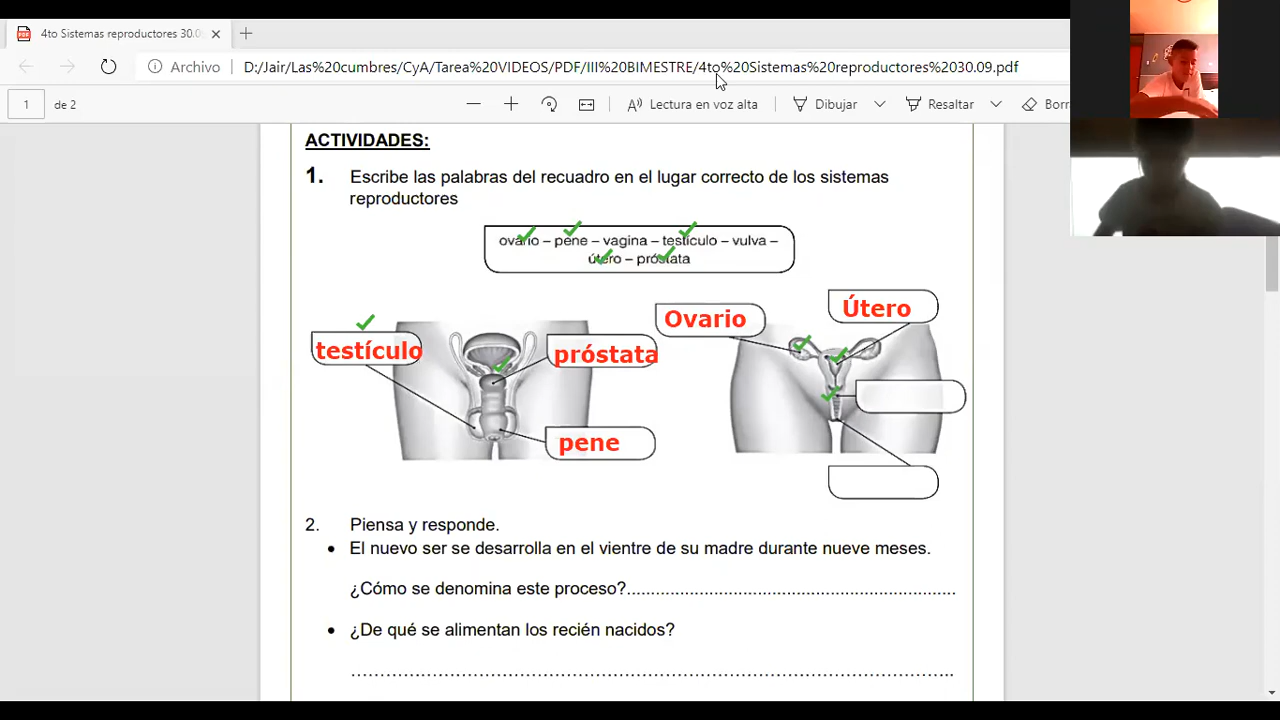 4to Sistemas reproductores 30.0
Archivo
D:/Jair/Las%20cumbres/CyA/Tarea%20VIDEOS/PDF/III%20BIMESTRE/4to%20Sistemas%20reproductores%2030.09.pdf
1 de 2
Lectura en voz alta
Dibujar
Resaltar
Borr
ACTIVIDADES:
1. Escribe las palabras del recuadro en el lugar correcto de los sistemas
reproductores
ovario – pene – vagina – testículo – vulva –
útero – próstata
testículo
próstata
pene
Ovario
Útero
2. Piensa y responde.
• El nuevo ser se desarrolla en el vientre de su madre durante nueve meses.
¿Cómo se denomina este proceso?......................................................................
• ¿De qué se alimentan los recién nacidos?